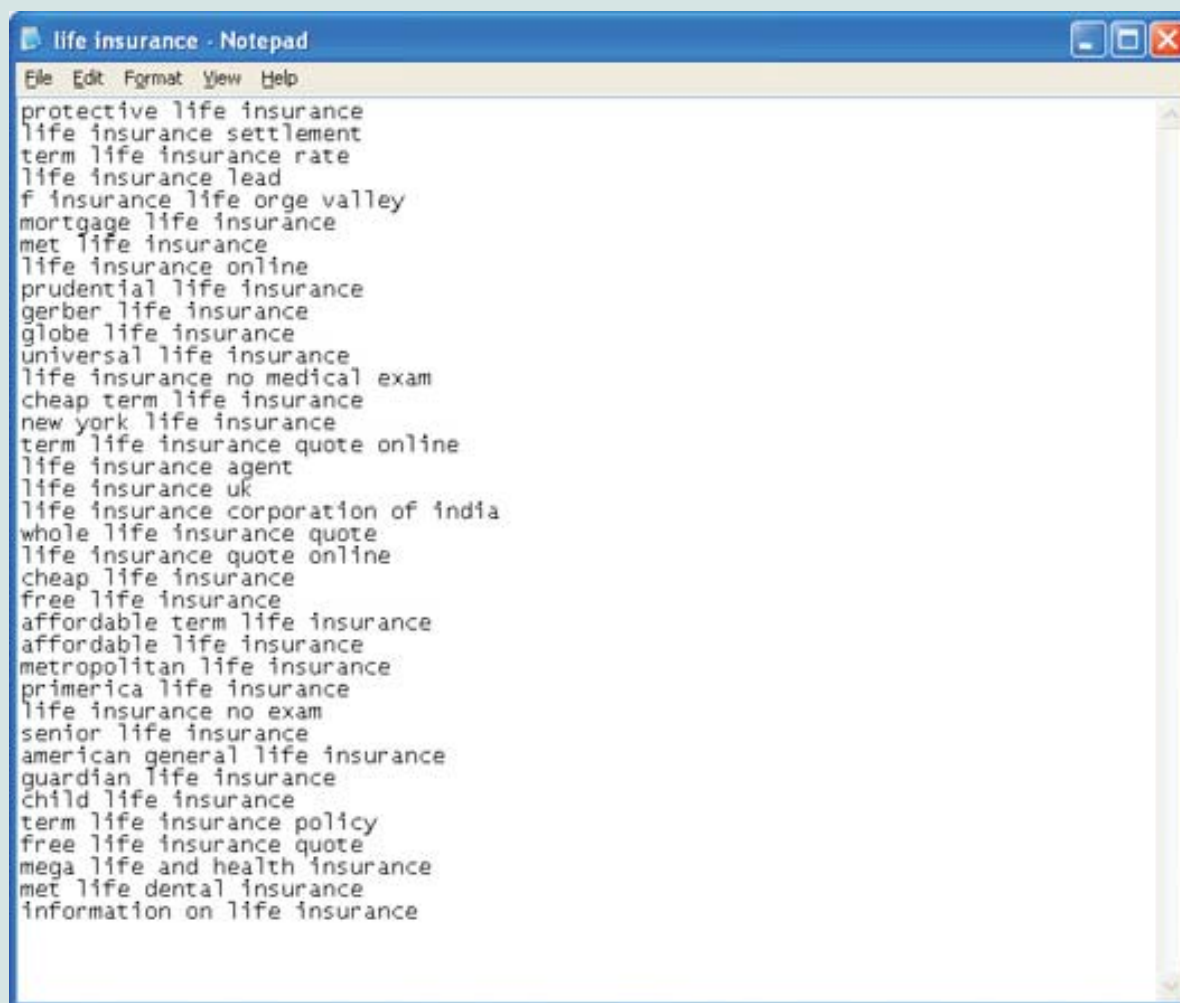 life insurance - Notepad
File Edit Format View Help
protective life insurance
life insurance settlement
term life insurance rate
life insurance lead
f insurance life orge valley
mortgage life insurance
met life insurance
life insurance online
prudential life insurance
gerber life insurance
globe life insurance
universal life insurance
life insurance no medical exam
cheap term life insurance
new york life insurance
term life insurance quote online
life insurance agent
life insurance uk
life insurance corporation of india
whole life insurance quote
life insurance quote online
cheap life insurance
free life insurance
affordable term life insurance
affordable life insurance
metropolitan life insurance
primerica life insurance
life insurance no exam
senior life insurance
american general life insurance
guardian life insurance
child life insurance
term life insurance policy
free life insurance quote
mega life and health insurance
met life dental insurance
information on life insurance